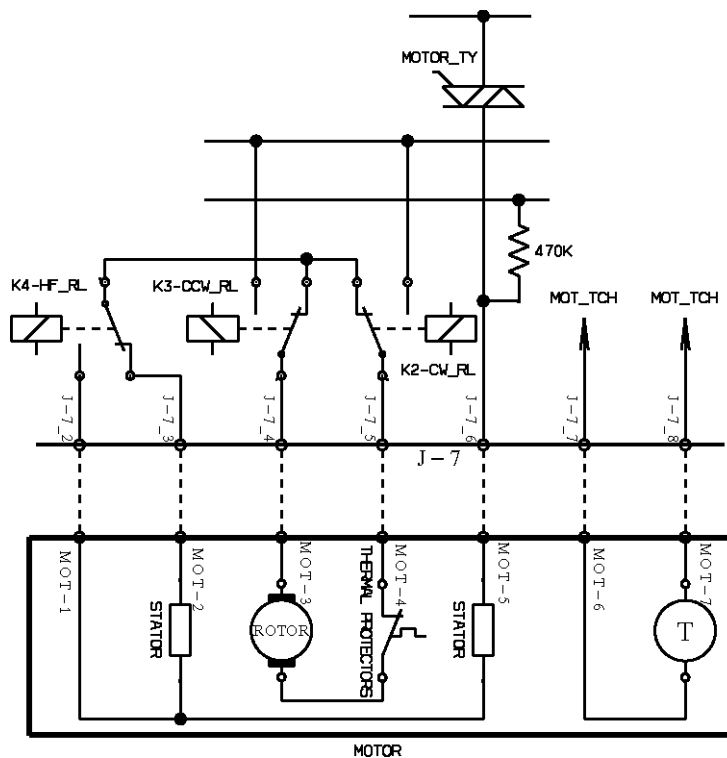 MOTOR_TY
470K
K4-HF_RL
K3-CCW_RL
MOT_TCH
MOT_TCH
K2-CW_RL
J-7_2
J-7_3
J-7_4
J-7_5
J-7_6
J-7_7
J-7_8
J-7
MOT-1
MOT-2
MOT-3
MOT-4
MOT-5
MOT-6
MOT-7
STATOR
ROTOR
THERMAL PROTECTORS
STATOR
T
MOTOR